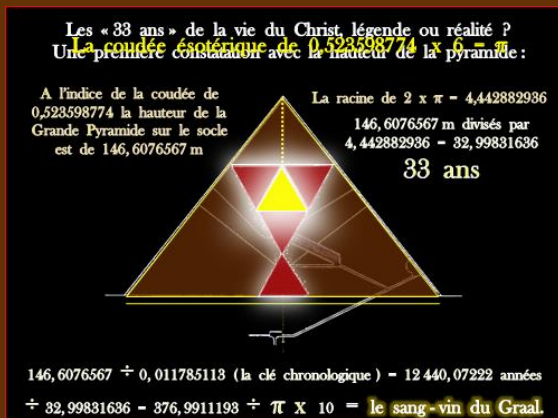 Les « 33 ans » de la vie du Christ, légende ou réalité ?
La coudée ésotérique de 0,523598774 x 6 = π
Une première constatation avec la hauteur de la pyramide :
A l'indice de la coudée de
0,523598774 la hauteur de la
Grande Pyramide sur le socle
est de 146,6076567 m
La racine de 2 x π = 4,442882936
146,6076567 m divisés par
4,442882936 = 32,99831636
33 ans
146,6076567 ÷ 0, 011785113 (la clé chronologique ) = 12 440,07222 années
÷ 32,99831636 = 376,9911193 ÷ π x 10 = le sang-vin du Graal.